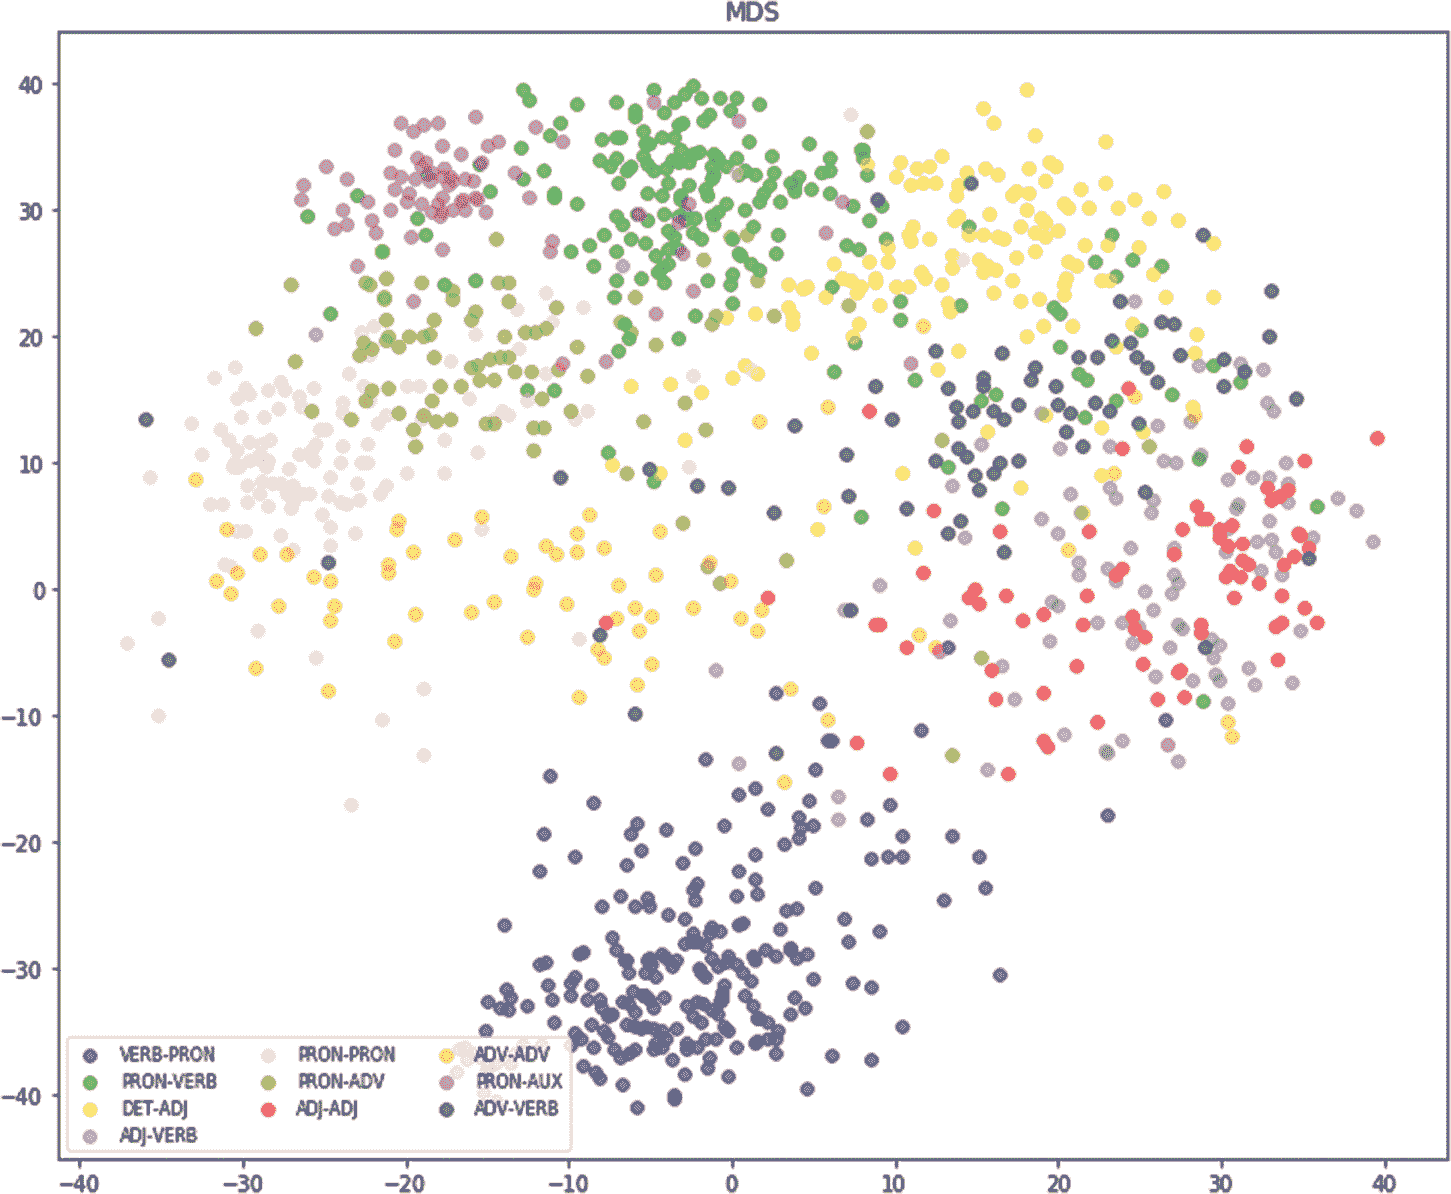 MDS
40
30
20
10
0
−10
−20
−30
−40
VERB-PRON PRON-PRON ADV-ADV
PRON-VERB PRON-ADV PRON-AUX
DET-ADJ ADJ-ADJ ADV-VERB
ADJ-VERB
−40 −30 −20 −10 0 10 20 30 40